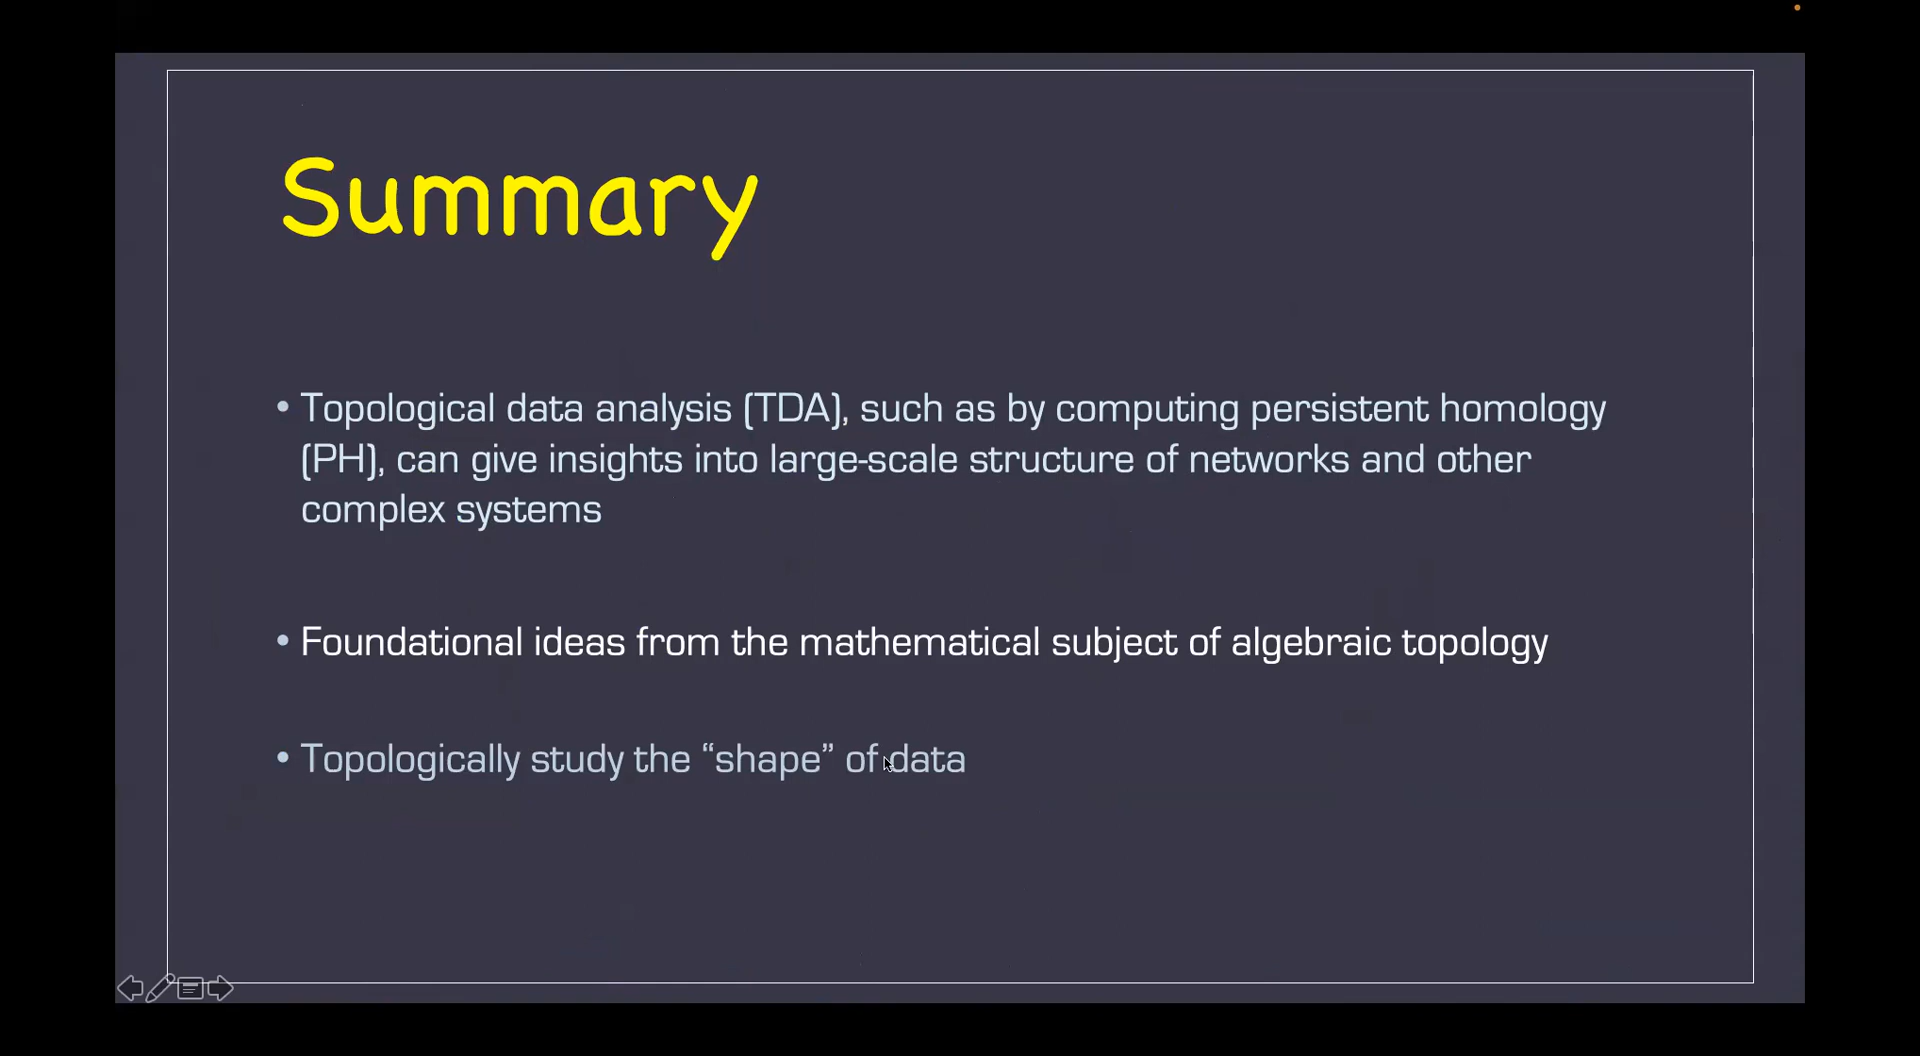 Summary
• Topological data analysis (TDA), such as by computing persistent homology
(PH), can give insights into large-scale structure of networks and other
complex systems
• Foundational ideas from the mathematical subject of algebraic topology
• Topologically study the “shape” of data